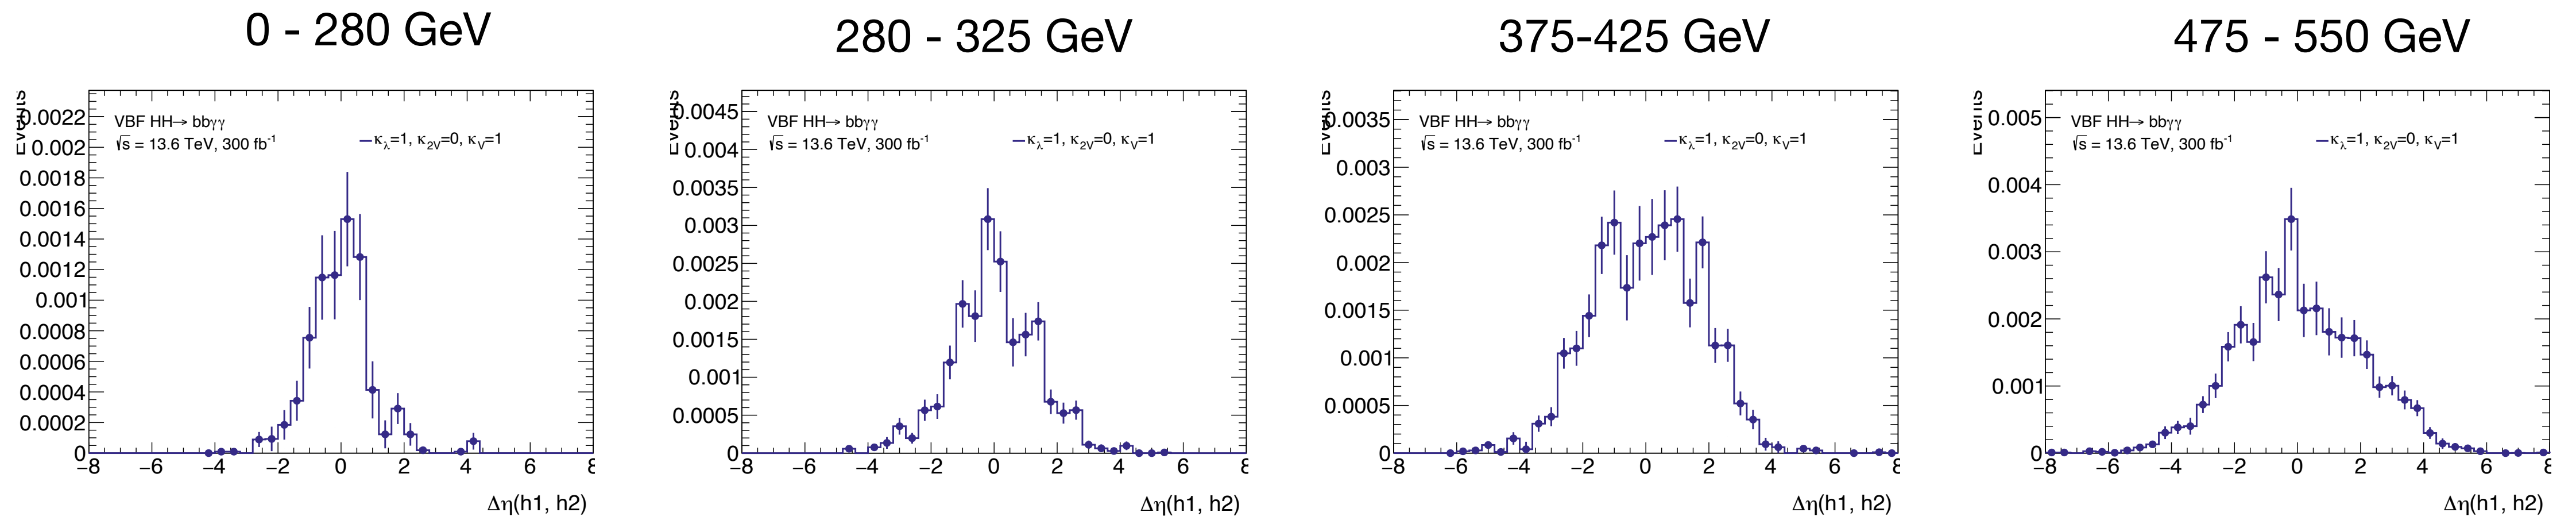 0 - 280 GeV
280 - 325 GeV
375-425 GeV
475 - 550 GeV
Events
0.0022
0.002
0.0018
0.0016
0.0014
0.0012
0.001
0.0008
0.0006
0.0004
0.0002
0
VBF HH→ bbγγ
√s = 13.6 TeV, 300 fb⁻¹
κλ=1, κ2V=0, κV=1
−8 −6 −4 −2 0 2 4 6 8
Δη(h1, h2)
Events
0.0045
0.004
0.0035
0.003
0.0025
0.002
0.0015
0.001
0.0005
0
VBF HH→ bbγγ
√s = 13.6 TeV, 300 fb⁻¹
κλ=1, κ2V=0, κV=1
−8 −6 −4 −2 0 2 4 6 8
Δη(h1, h2)
Events
0.0035
0.003
0.0025
0.002
0.0015
0.001
0.0005
0
VBF HH→ bbγγ
√s = 13.6 TeV, 300 fb⁻¹
κλ=1, κ2V=0, κV=1
−8 −6 −4 −2 0 2 4 6 8
Δη(h1, h2)
Events
0.005
0.004
0.003
0.002
0.001
0
VBF HH→ bbγγ
√s = 13.6 TeV, 300 fb⁻¹
κλ=1, κ2V=0, κV=1
−8 −6 −4 −2 0 2 4 6 8
Δη(h1, h2)